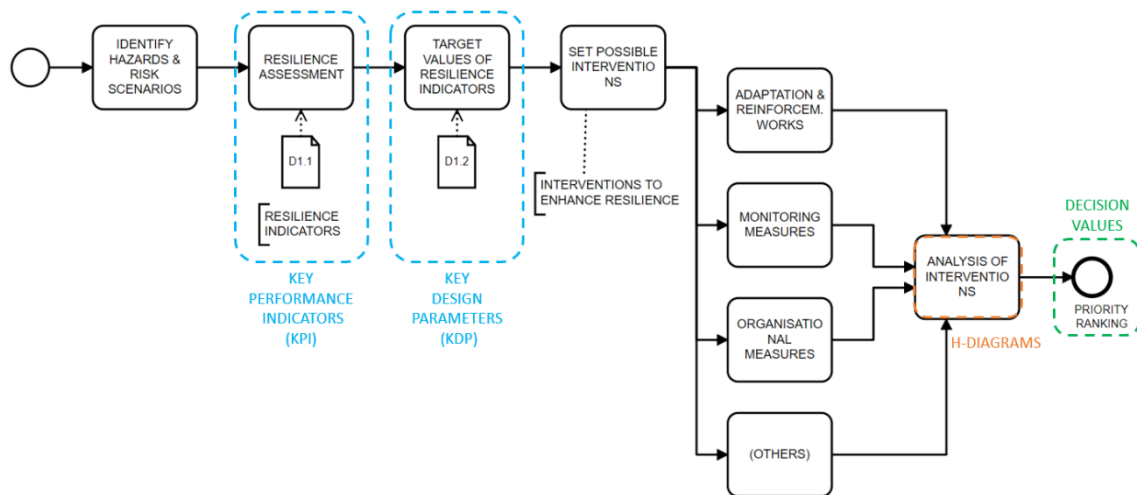 IDENTIFY
HAZARDS &
RISK
SCENARIOS
RESILIENCE
ASSESSMENT
TARGET
VALUES OF
RESILIENCE
INDICATORS
SET POSSIBLE
INTERVENTIO
NS
D1.1
D1.2
RESILIENCE
INDICATORS
INTERVENTIONS TO
ENHANCE RESILIENCE
KEY
PERFORMANCE
INDICATORS
(KPI)
KEY
DESIGN
PARAMETERS
(KDP)
ADAPTATION &
REINFORCEM.
WORKS
MONITORING
MEASURES
ORGANISATIO
NAL
MEASURES
(OTHERS)
ANALYSIS OF
INTERVENTIO
NS
H-DIAGRAMS
DECISION
VALUES
PRIORITY
RANKING